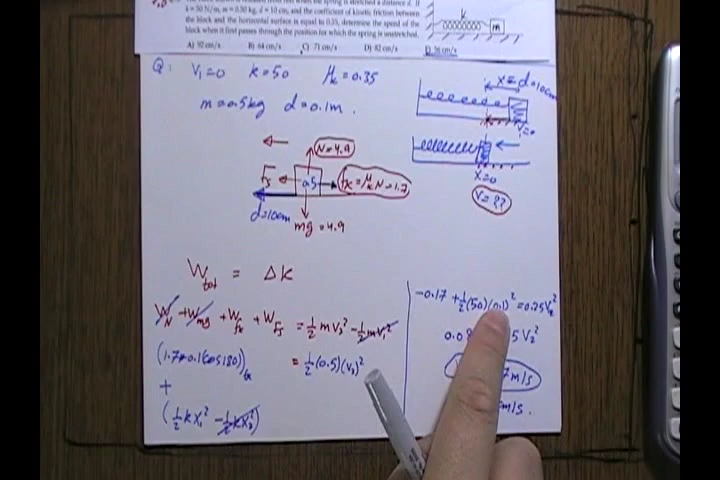 k = 50 N/m, m = 0.50 kg, d = 10 cm, and the coefficient of kinetic friction between
the block and the horizontal surface is equal to 0.35, determine the speed of the
block when it first passes through the position for which the spring is unstretched.
A) 92 cm/s B) 64 cm/s C) 71 cm/s D) 82 cm/s
k
m
Q: V₁=0 k=50 μk=0.35
m=0.5kg d=0.1m.
x=d=10cm
V=0
x=0
V=??
N=4.9
Fs 0.5 fk=μkN=1.7
d=10cm
mg=4.9
Wtot = Δk
WN + Wmg + Wfk + WFs = ½ mV₂² - ½ mV₁²
(1.7*0.1(cos180))fk = ½ (0.5)(V₂)²
+
(½ k X₁² - ½ k X₂²)
-0.17 + ½ (50)(0.1)² = 0.25V₂²
V₂²
m/s